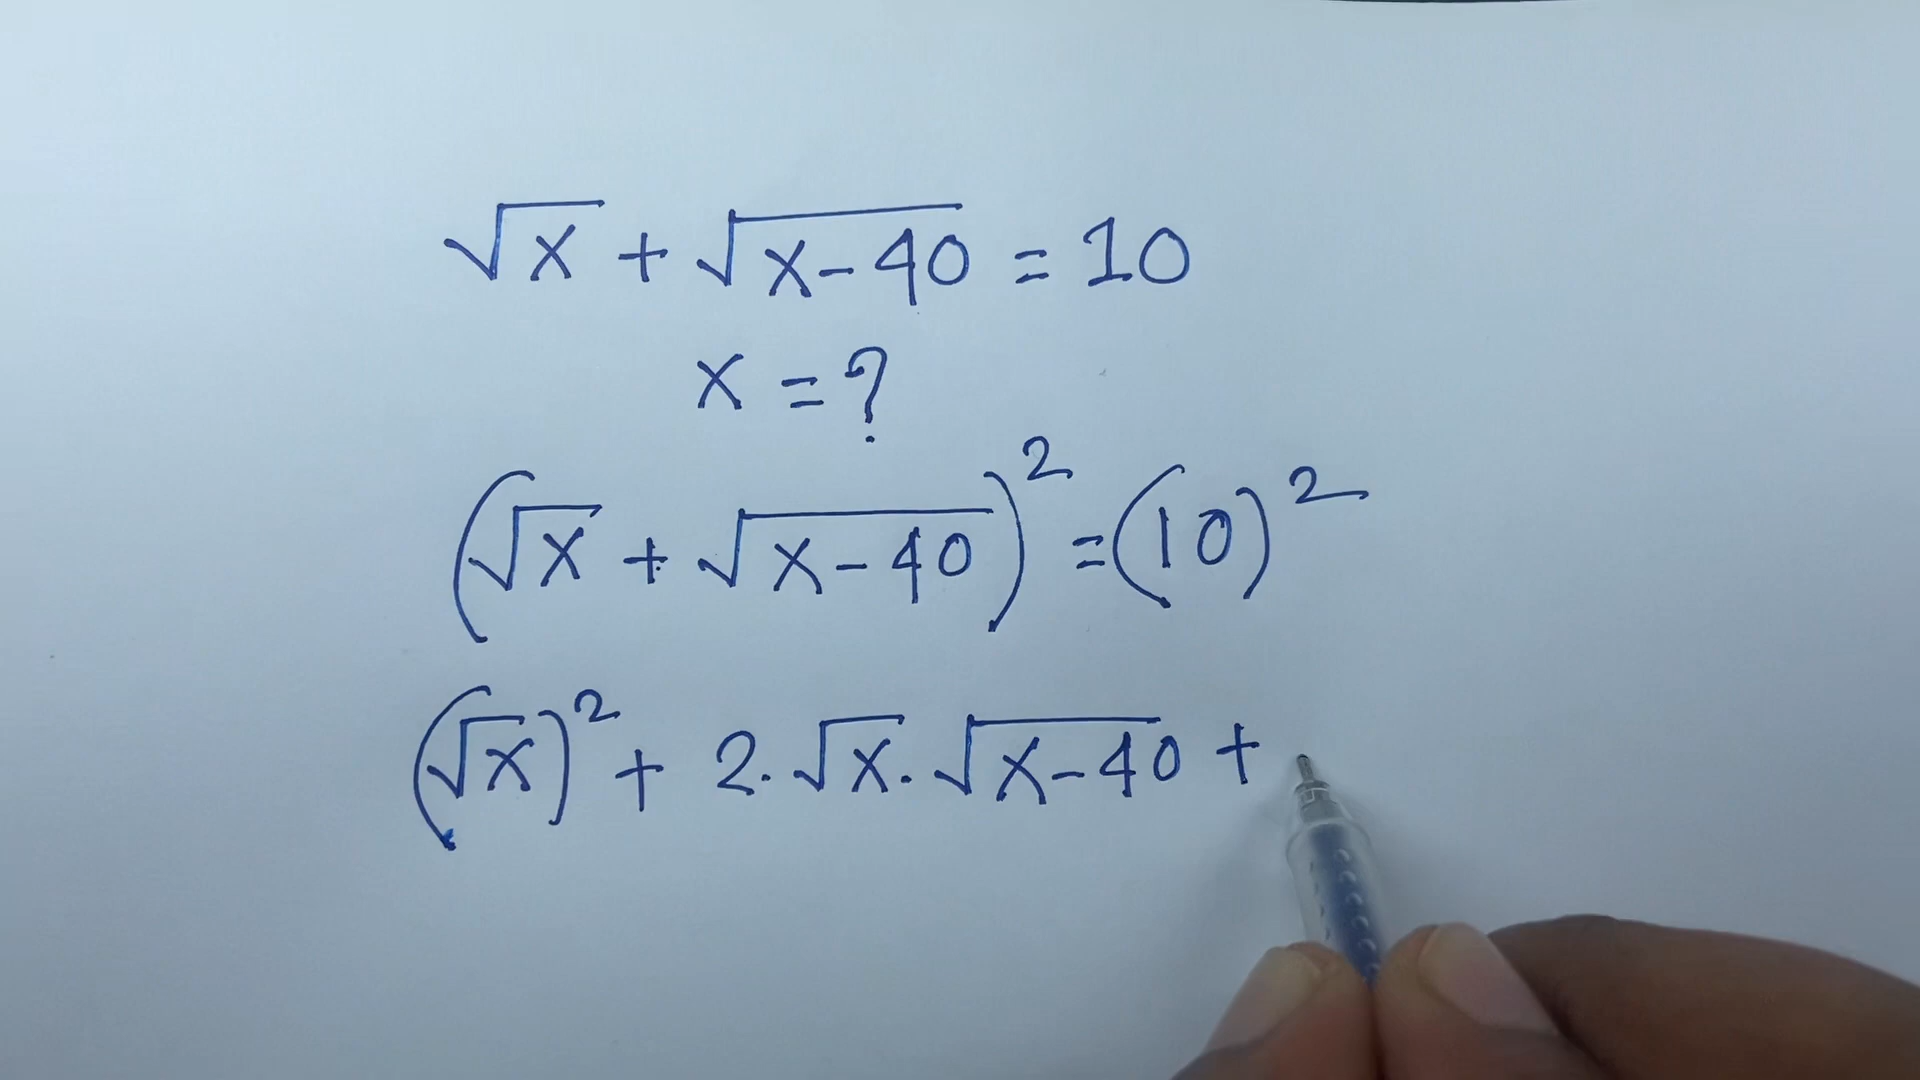 √x + √(x-40) = 10
x = ?
(√x + √(x-40))² = (10)²
(√x)² + 2.√x.√(x-40) +